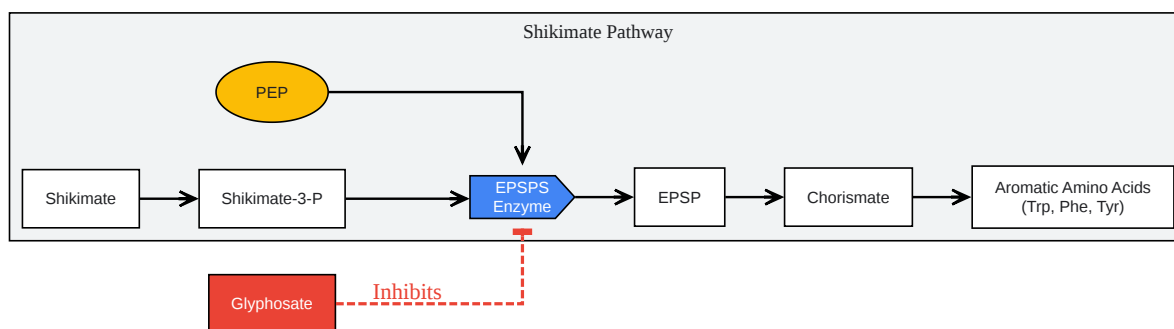 Shikimate Pathway
PEP
Shikimate
Shikimate-3-P
EPSPS
Enzyme
EPSP
Chorismate
Aromatic Amino Acids
(Trp, Phe, Tyr)
Glyphosate
Inhibits